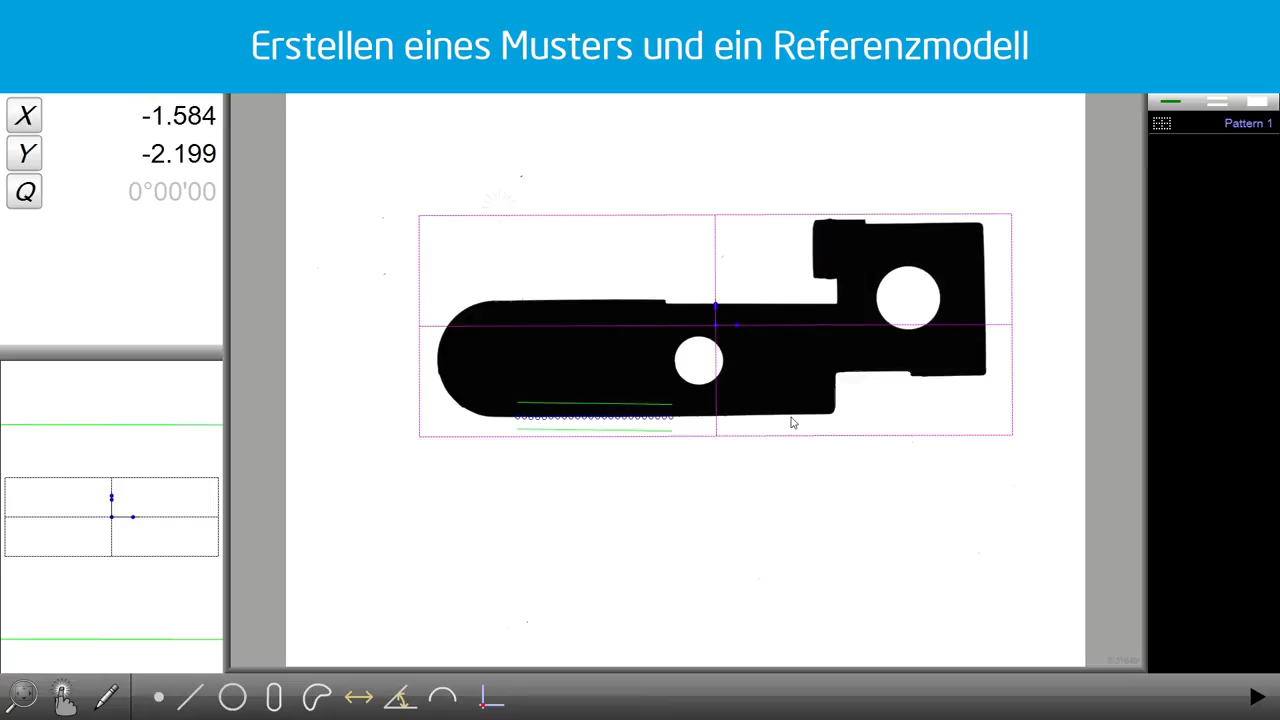 Erstellen eines Musters und ein Referenzmodell
X -1.584
Y -2.199
Q 0°00'00
Pattern 1